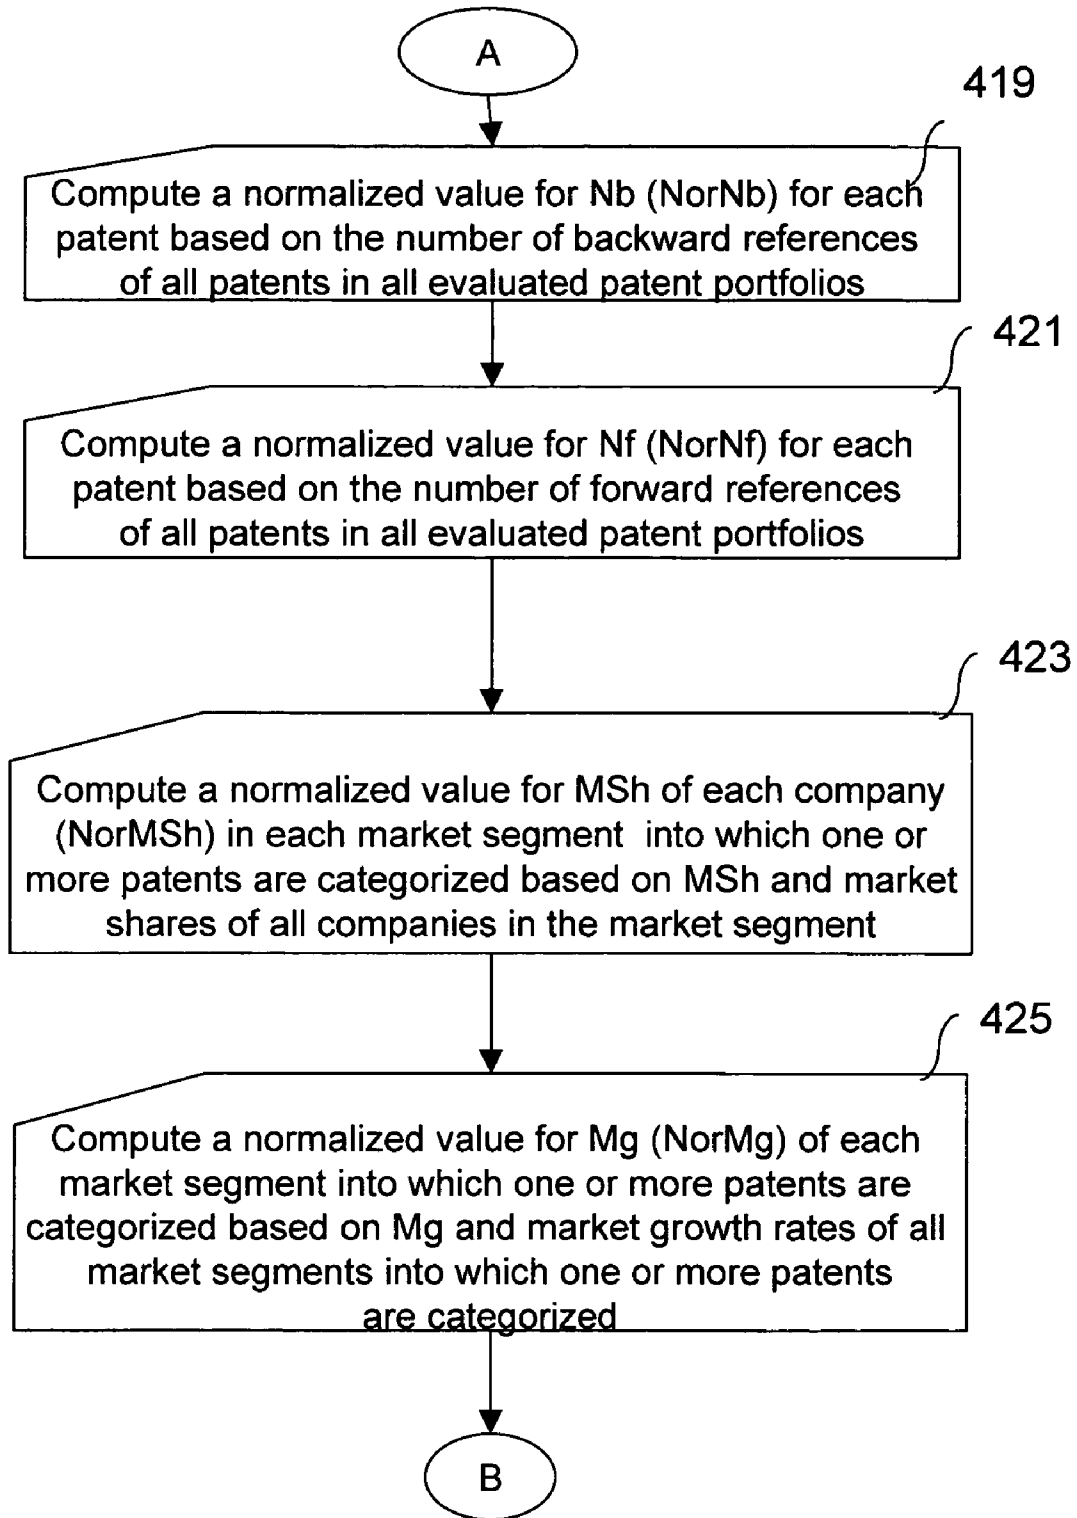 A
419
Compute a normalized value for Nb (NorNb) for each
patent based on the number of backward references
of all patents in all evaluated patent portfolios
421
Compute a normalized value for Nf (NorNf) for each
patent based on the number of forward references
of all patents in all evaluated patent portfolios
423
Compute a normalized value for MSh of each company
(NorMSh) in each market segment into which one or
more patents are categorized based on MSh and market
shares of all companies in the market segment
425
Compute a normalized value for Mg (NorMg) of each
market segment into which one or more patents are
categorized based on Mg and market growth rates of all
market segments into which one or more patents
are categorized
B